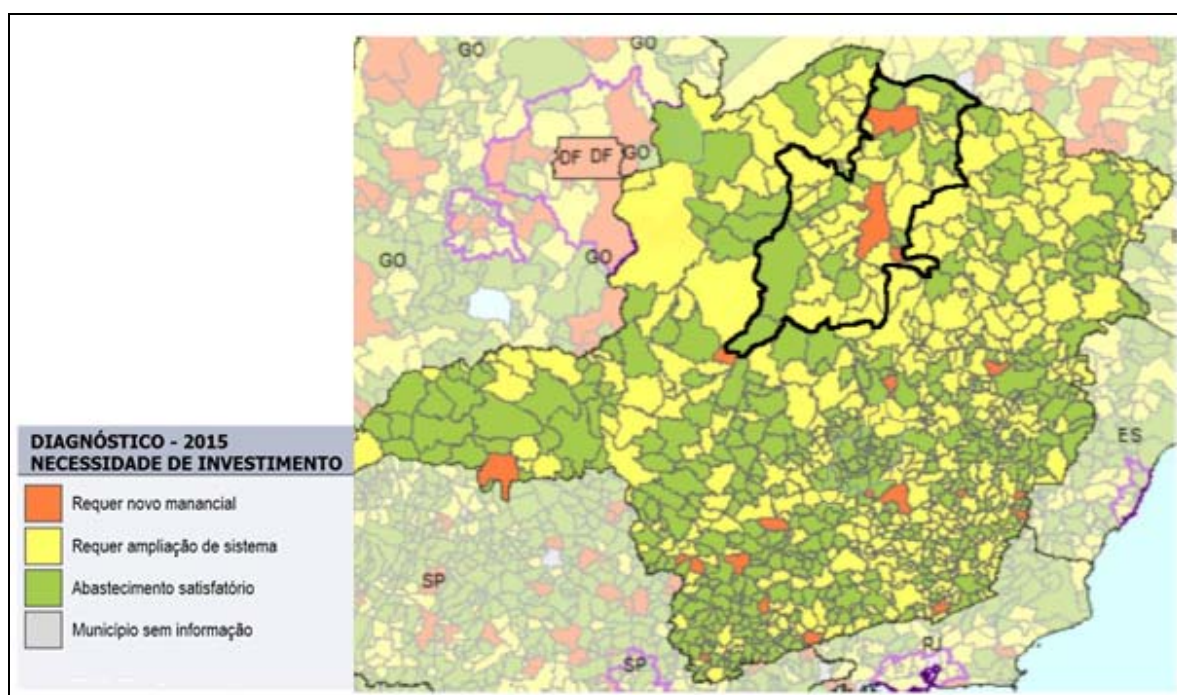 GO
GO
DF DF GO
GO
GO
DIAGNÓSTICO - 2015
NECESSIDADE DE INVESTIMENTO
Requer novo manancial
Requer ampliação de sistema
Abastecimento satisfatório
Município sem informação
ES
SP
SP
RJ